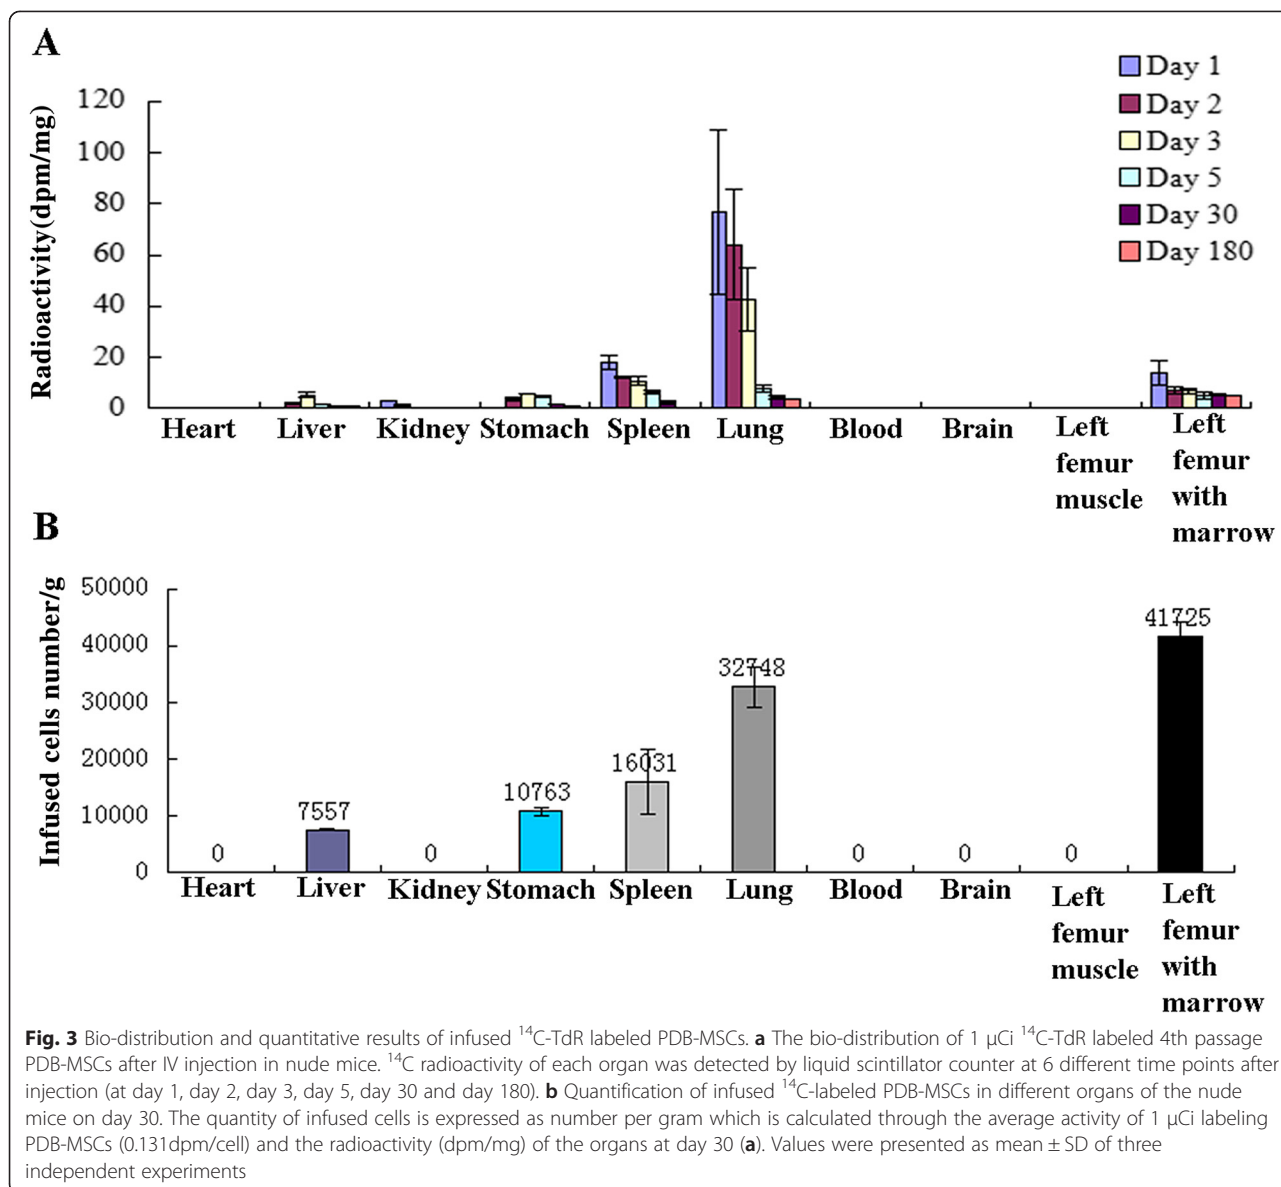 A
Day 1
Day 2
Day 3
Day 5
Day 30
Day 180
Radioactivity(dpm/mg)
120
100
80
60
40
20
0
Heart Liver Kidney Stomach Spleen Lung Blood Brain Left femur muscle Left femur with marrow
B
Infused cells number/g
50000
40000
30000
20000
10000
0
0 7557 0 10763 16031 32748 0 0 0 41725
Heart Liver Kidney Stomach Spleen Lung Blood Brain Left femur muscle Left femur with marrow
Fig. 3 Bio-distribution and quantitative results of infused ¹⁴C-TdR labeled PDB-MSCs. a The bio-distribution of 1 μCi ¹⁴C-TdR labeled 4th passage
PDB-MSCs after IV injection in nude mice. ¹⁴C radioactivity of each organ was detected by liquid scintillator counter at 6 different time points after
injection (at day 1, day 2, day 3, day 5, day 30 and day 180). b Quantification of infused ¹⁴C-labeled PDB-MSCs in different organs of the nude
mice on day 30. The quantity of infused cells is expressed as number per gram which is calculated through the average activity of 1 μCi labeling
PDB-MSCs (0.131dpm/cell) and the radioactivity (dpm/mg) of the organs at day 30 (a). Values were presented as mean ± SD of three
independent experiments